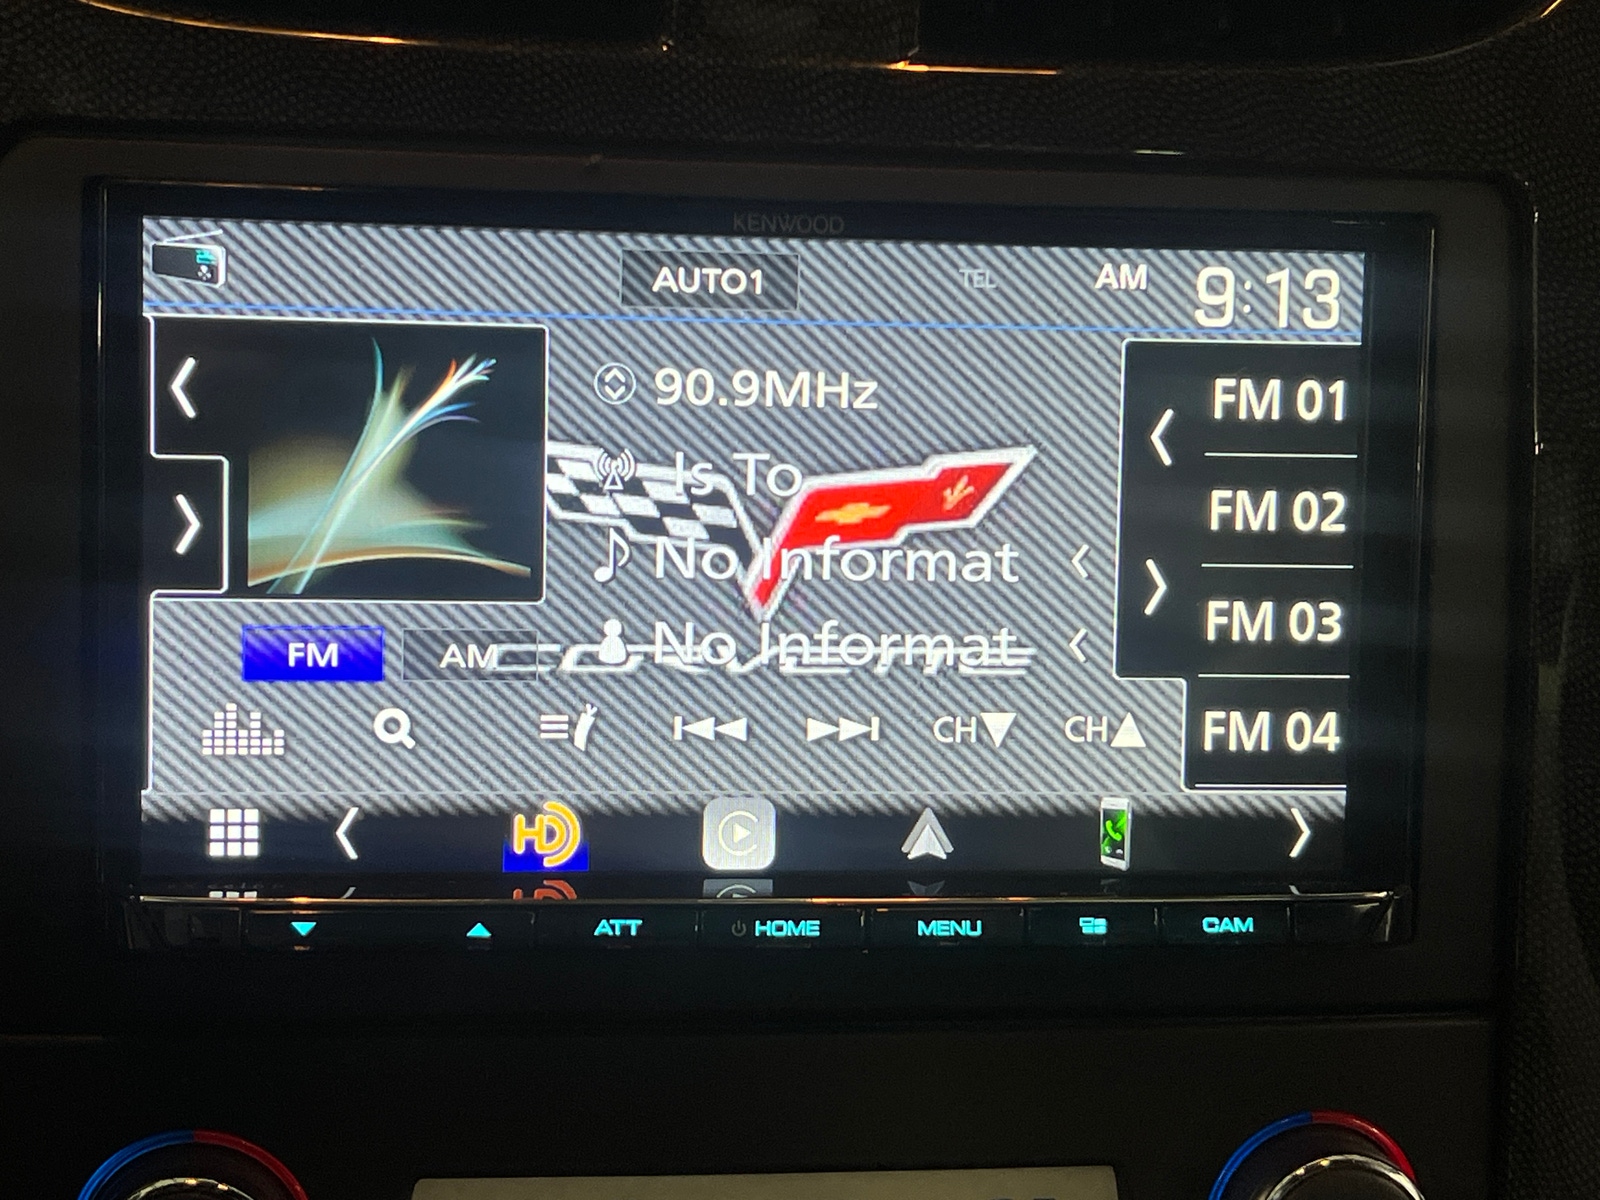 KENWOOD
AUTO1
TEL
AM
9:13
90.9MHz
FM 01
Is To
FM 02
No Informat
FM 03
No Informat
FM
AM
CH▼
CH▲
FM 04
HD
ATT
HOME
MENU
CAM